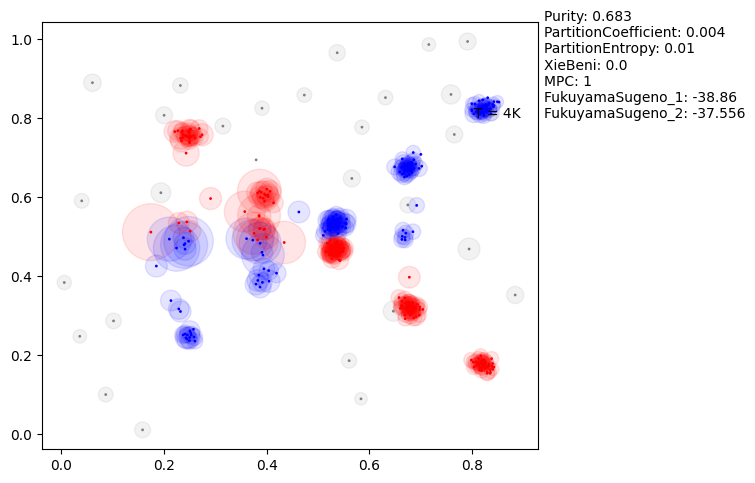 Purity: 0.683
PartitionCoefficient: 0.004
PartitionEntropy: 0.01
XieBeni: 0.0
MPC: 1
FukuyamaSugeno_1: -38.86
FukuyamaSugeno_2: -37.556
T = 4K
1.0
0.8
0.6
0.4
0.2
0.0
0.0 0.2 0.4 0.6 0.8